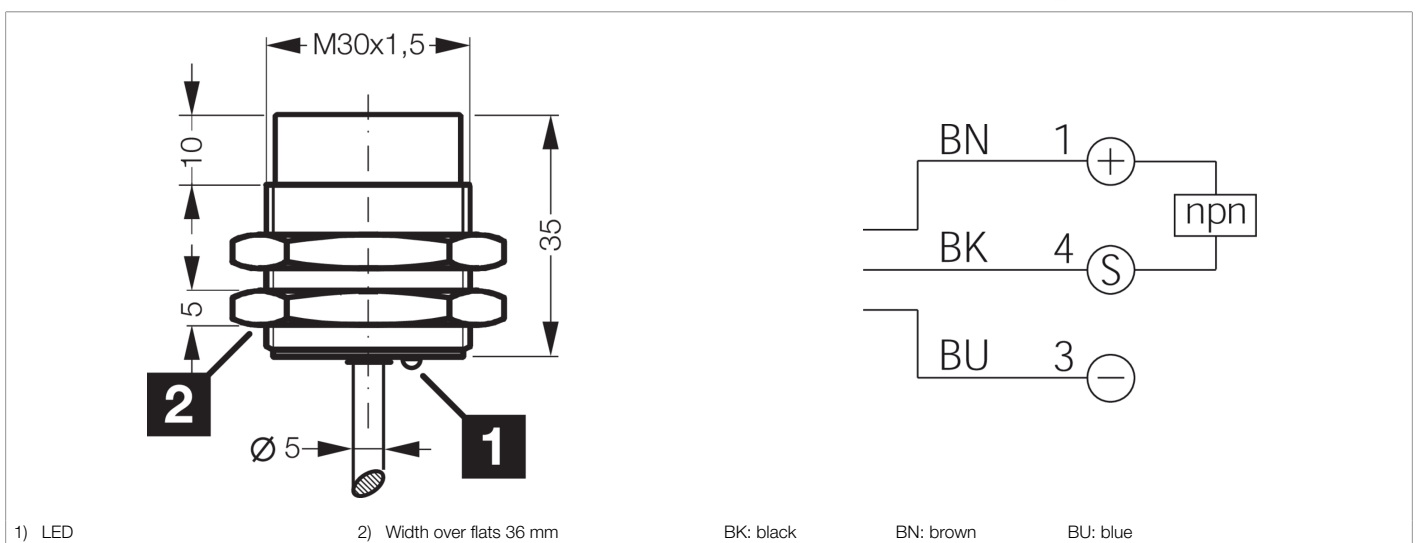 M30x1,5
10
35
5
2
1
Ø 5
BN 1 +
npn
BK 4 S
BU 3 −
1) LED
2) Width over flats 36 mm
BK: black
BN: brown
BU: blue